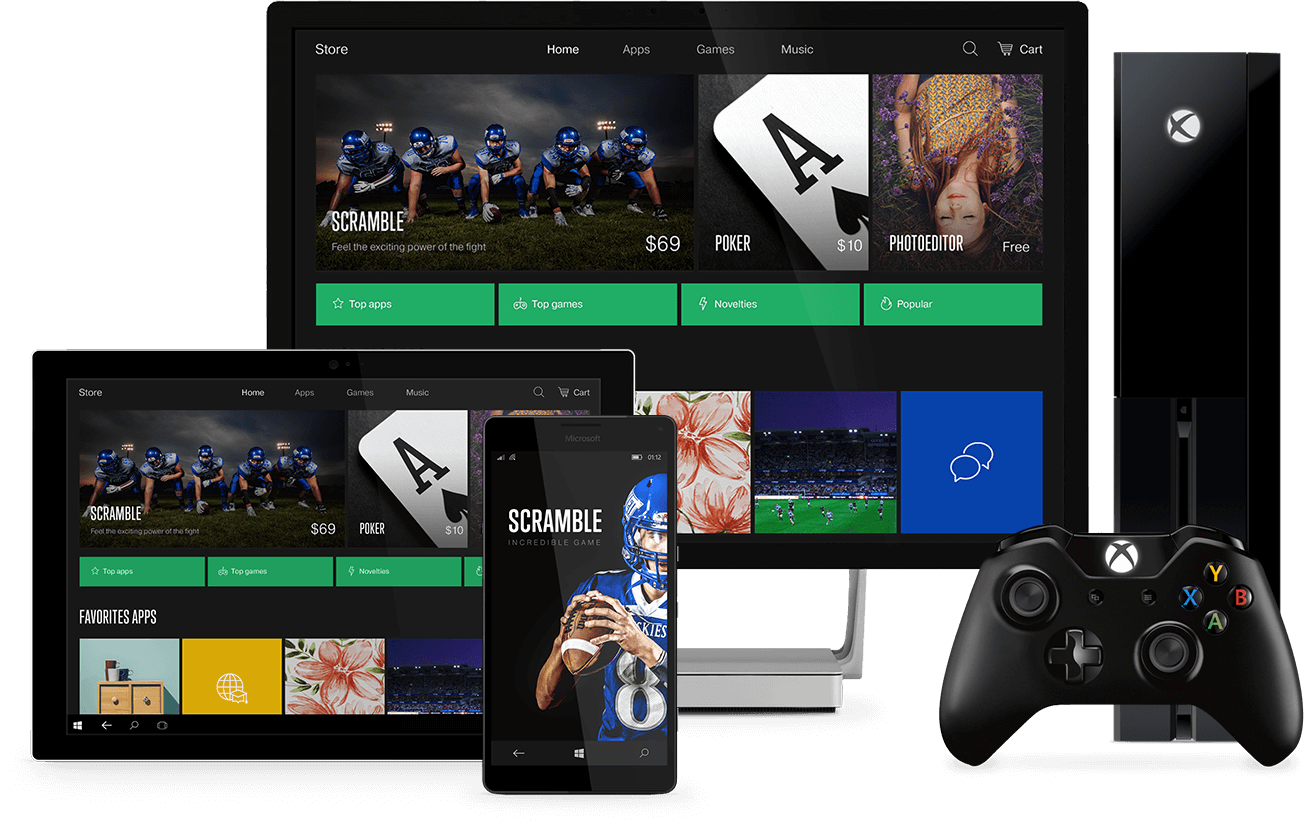 Store Home Apps Games Music Cart
SCRAMBLE
Feel the exciting power of the fight
$69
POKER
$10
PHOTOEDITOR
Free
A
Top apps
Top games
Novelties
Popular
Store Home Apps Games Music Cart
SCRAMBLE
Feel the exciting power of the fight
$69
POKER
$10
A
Top apps
Top games
Novelties
FAVORITES APPS
Microsoft
01:12
SCRAMBLE
INCREDIBLE GAME
SKIES
8
Y
X
B
A